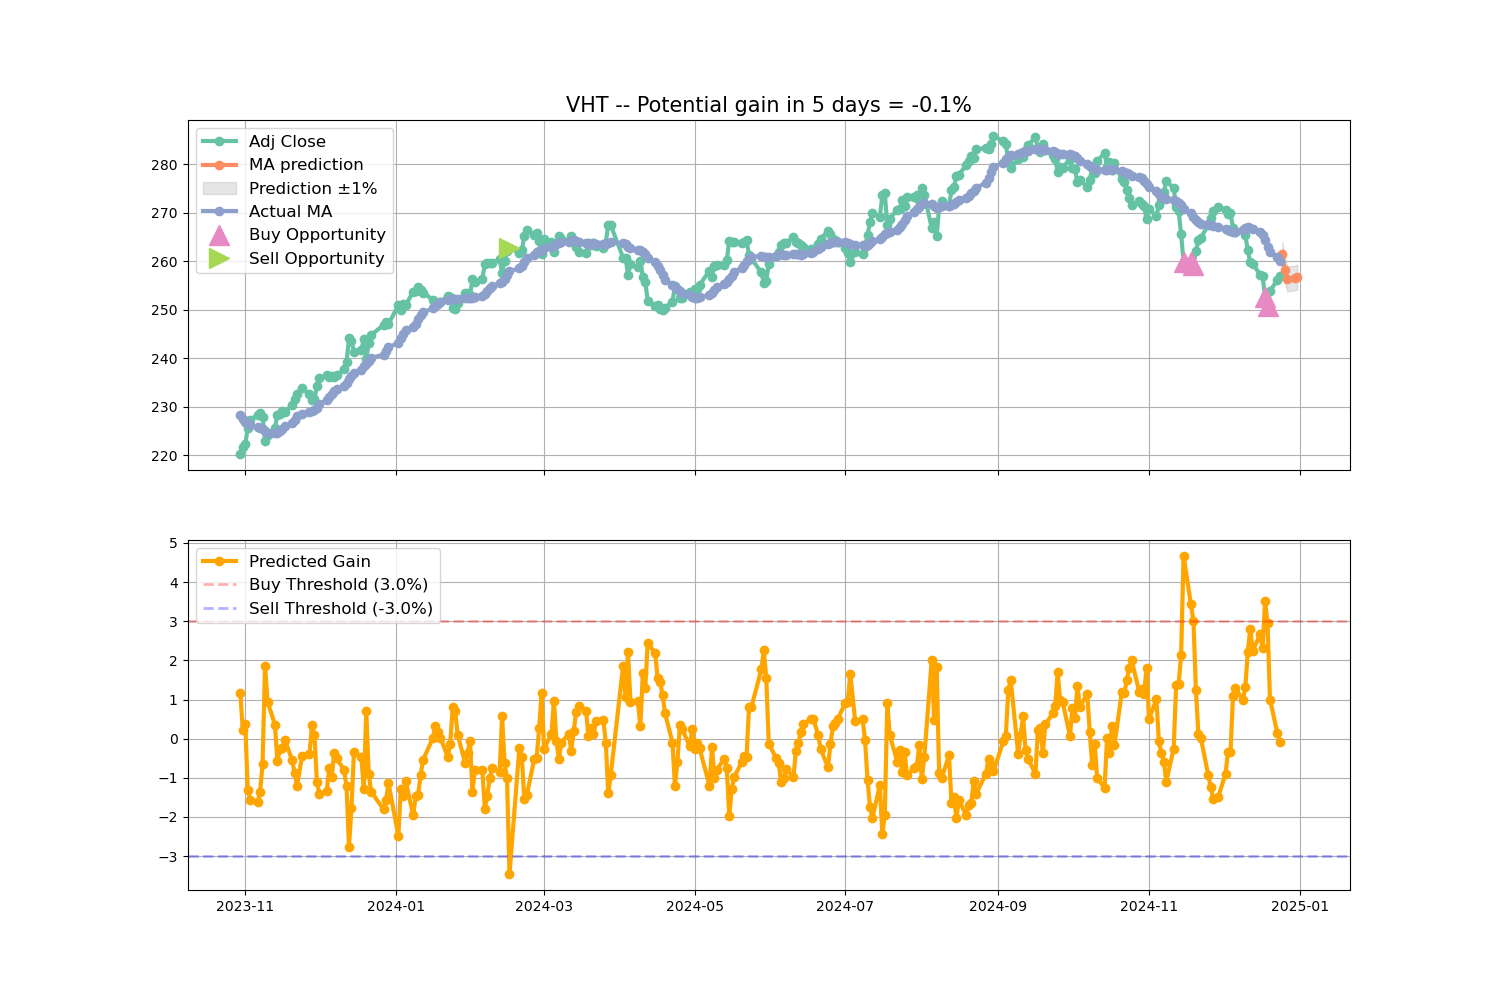 VHT -- Potential gain in 5 days = -0.1%
Adj Close
MA prediction
Prediction ±1%
Actual MA
Buy Opportunity
Sell Opportunity
280
270
260
250
240
230
220
Predicted Gain
Buy Threshold (3.0%)
Sell Threshold (-3.0%)
5
4
3
2
1
0
−1
−2
−3
2023-11
2024-01
2024-03
2024-05
2024-07
2024-09
2024-11
2025-01